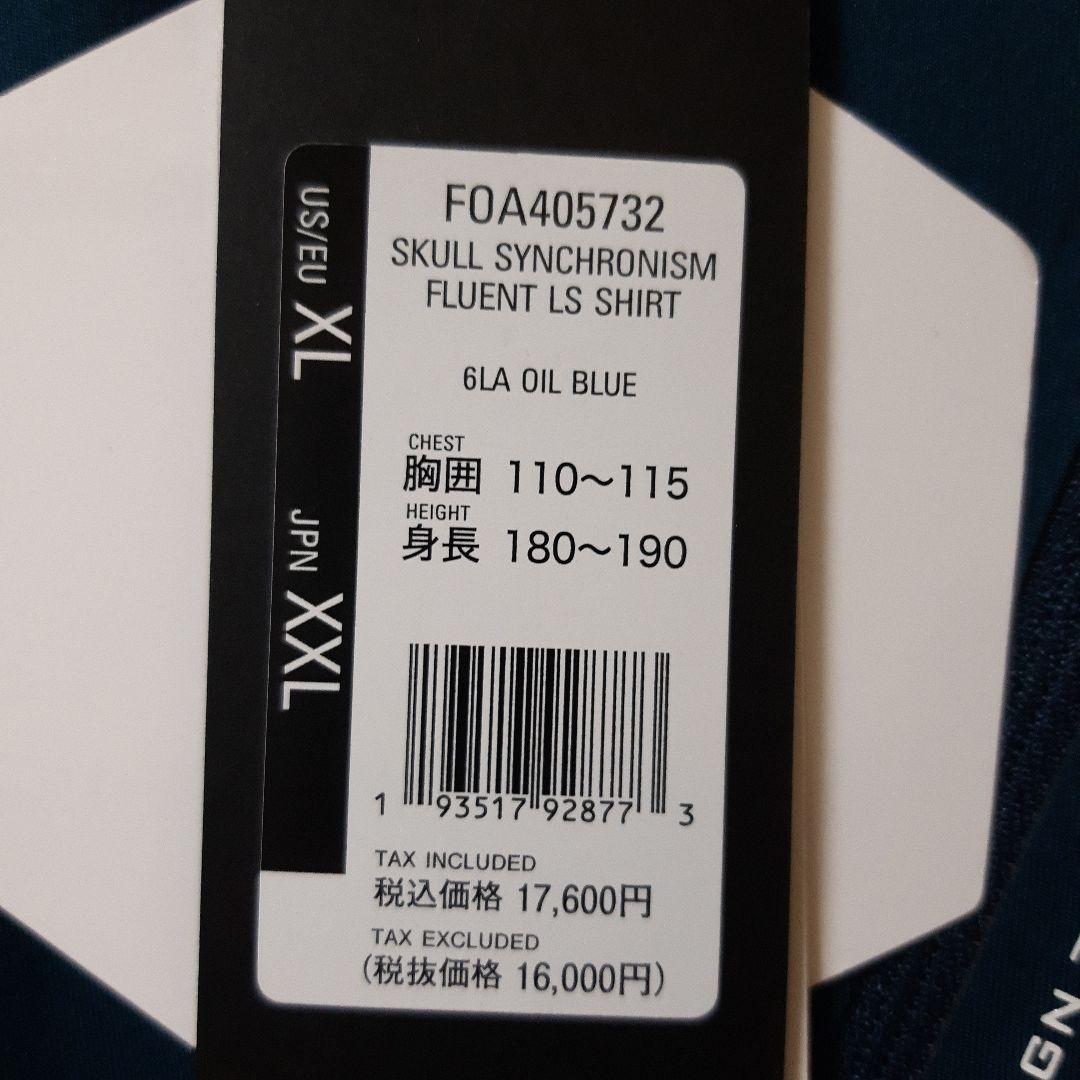 US/EU XL
JPN XXL
FOA405732
SKULL SYNCHRONISM
FLUENT LS SHIRT
6LA OIL BLUE
CHEST
胸囲 110～115
HEIGHT
身長 180～190
1 93517 92877 3
TAX INCLUDED
税込価格 17,600円
TAX EXCLUDED
（税抜価格 16,000円）